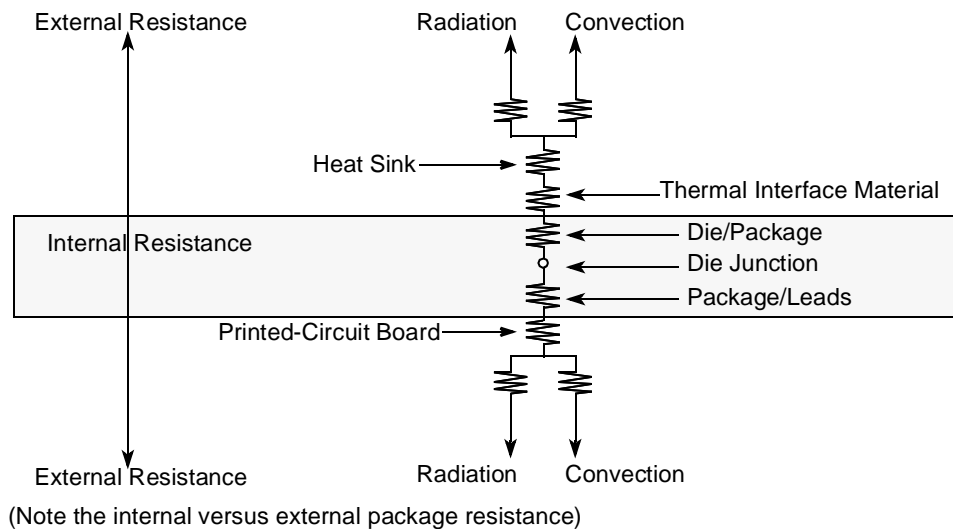 External Resistance
Radiation
Convection
Heat Sink
Thermal Interface Material
Internal Resistance
Die/Package
Die Junction
Package/Leads
Printed-Circuit Board
External Resistance
Radiation
Convection
(Note the internal versus external package resistance)